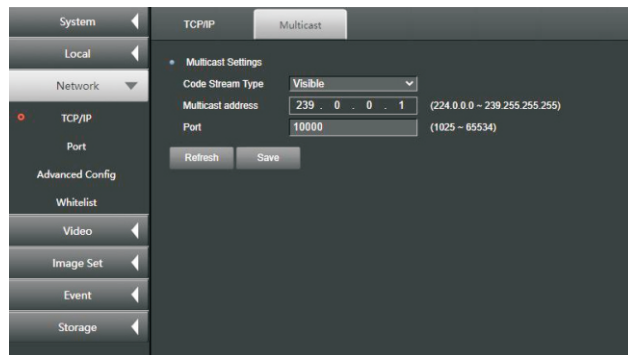 System
Local
Network
TCP/IP
Port
Advanced Config
Whitelist
Video
Image Set
Event
Storage
TCP/IP
Multicast
Multicast Settings
Code Stream Type Visible
Multicast address 239 . 0 . 0 . 1 (224.0.0.0 ~ 239.255.255.255)
Port 10000 (1025 ~ 65534)
Refresh Save